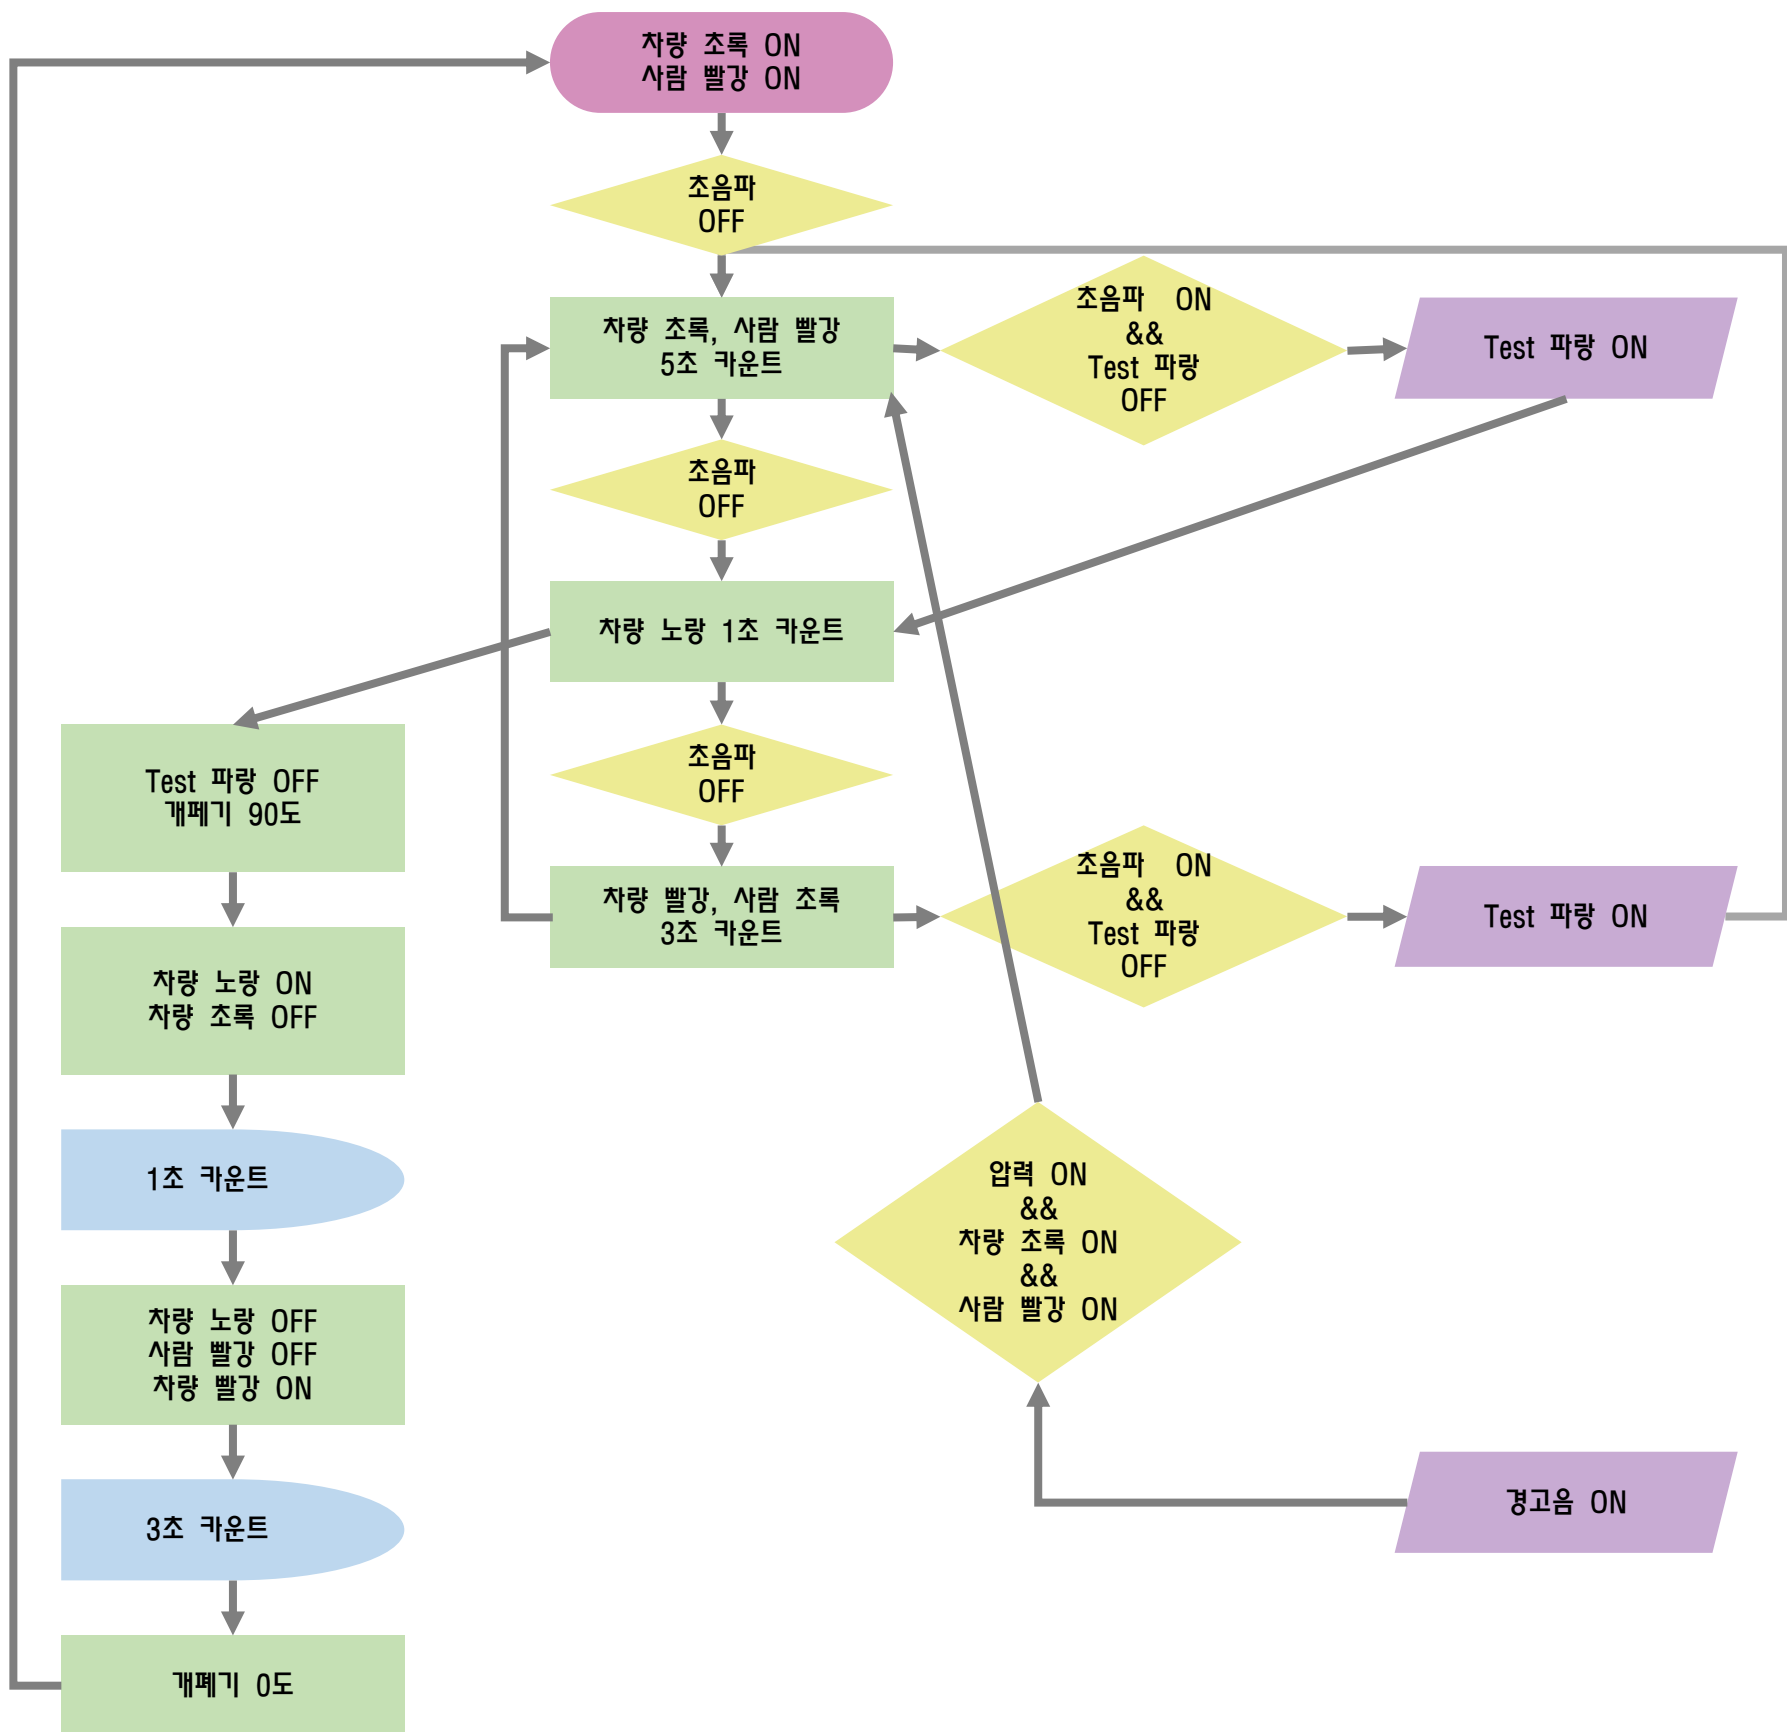 차량 초록 ON
사람 빨강 ON
초음파
OFF
차량 초록, 사람 빨강
5초 카운트
초음파 ON
&&
Test 파랑
OFF
Test 파랑 ON
초음파
OFF
차량 노랑 1초 카운트
초음파
OFF
차량 빨강, 사람 초록
3초 카운트
초음파 ON
&&
Test 파랑
OFF
Test 파랑 ON
Test 파랑 OFF
개폐기 90도
차량 노랑 ON
차량 초록 OFF
1초 카운트
차량 노랑 OFF
사람 빨강 OFF
차량 빨강 ON
3초 카운트
개폐기 0도
압력 ON
&&
차량 초록 ON
&&
사람 빨강 ON
경고음 ON